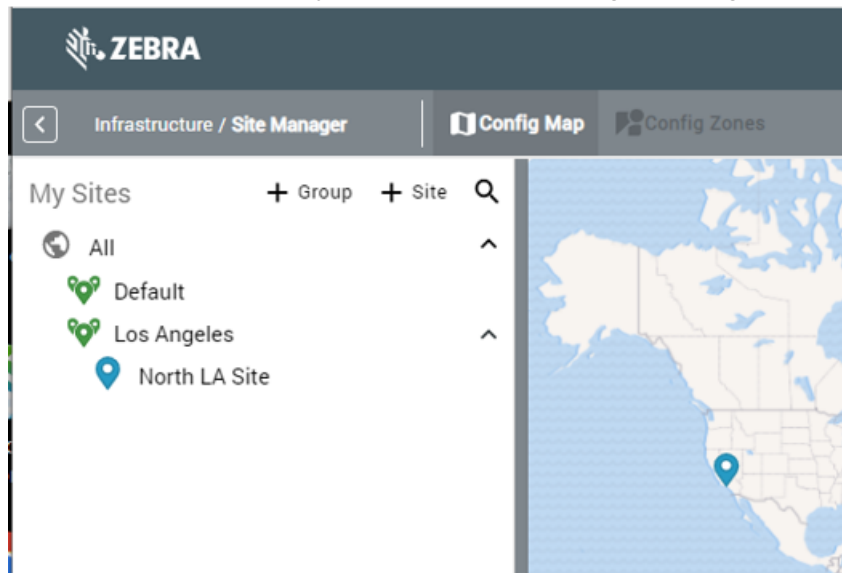 ZEBRA
Infrastructure / Site Manager
Config Map
Config Zones
My Sites
+ Group
+ Site
All
Default
Los Angeles
North LA Site